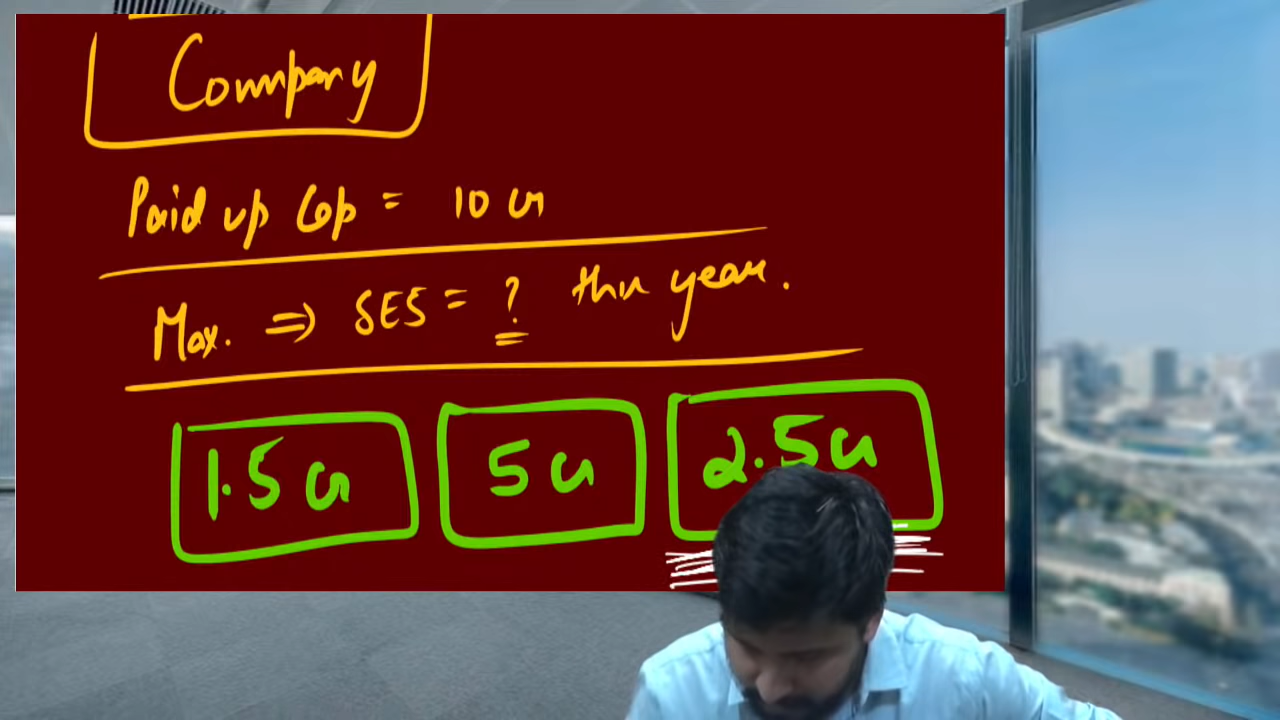 Company
Paid up Cap = 10 cr
Max. ⇒ SES = ? this year.
1.5 cr 5 cr 2.5 cr